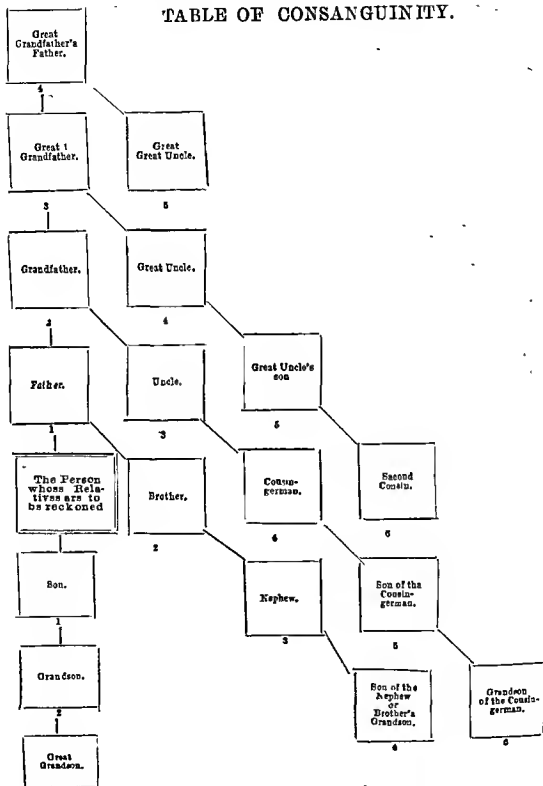 TABLE OF CONSANGUINITY.
Great
Grandfather's
Father.
4
Great
Grandfather.
Great
Great Uncle.
3
5
Grandfather.
Great Uncle.
2
4
Father.
Uncle.
Great Uncle's
son
1
3
5
The Person
whose Rela-
tives are to
be reckoned
Brother.
Cousin-
german.
Second
Cousin.
2
4
6
Son.
Nephew.
Son of the
Cousin-
german.
1
3
5
Grandson.
Son of the
Nephew
or
Brother's
Grandson.
Grandson
of the Cousin-
german.
2
4
6
Great
Grandson.